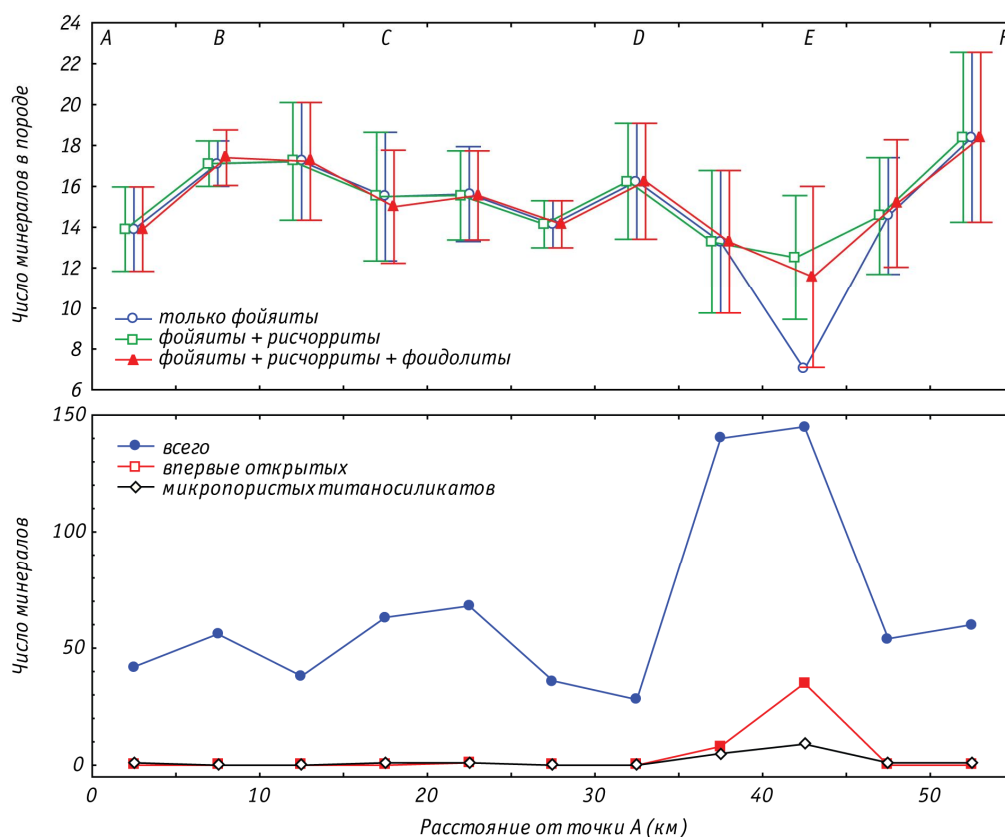 24
22
20
18
16
14
12
10
8
6
Число минералов в породе
A B C D E F
только фойяиты
фойяиты + рисчорриты
фойяиты + рисчорриты + фоидолиты
150
100
50
0
Число минералов
всего
впервые открытых
микропористых титаносиликатов
0 10 20 30 40 50
Расстояние от точки A (км)